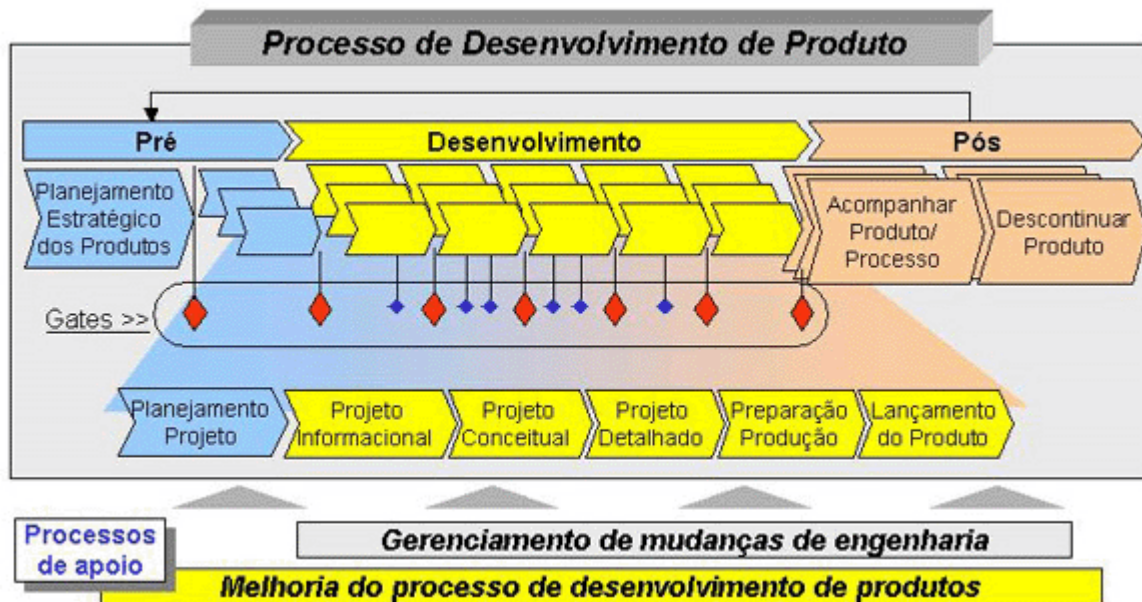 Processo de Desenvolvimento de Produto
Pré
Desenvolvimento
Pós
Planejamento
Estratégico
dos Produtos
Acompanhar
Produto/
Processo
Descontinuar
Produto
Gates >>
Planejamento
Projeto
Projeto
Informacional
Projeto
Conceitual
Projeto
Detalhado
Preparação
Produção
Lançamento
do Produto
Processos
de apoio
Gerenciamento de mudanças de engenharia
Melhoria do processo de desenvolvimento de produtos